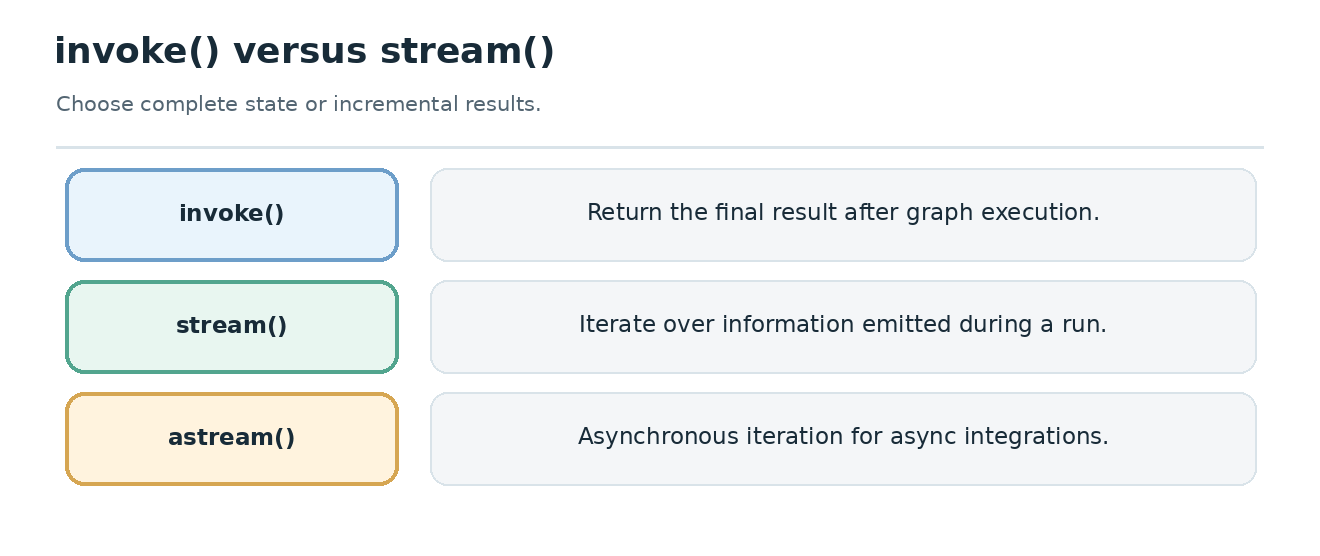 invoke() versus stream()
Choose complete state or incremental results.
invoke()
Return the final result after graph execution.
stream()
Iterate over information emitted during a run.
astream()
Asynchronous iteration for async integrations.